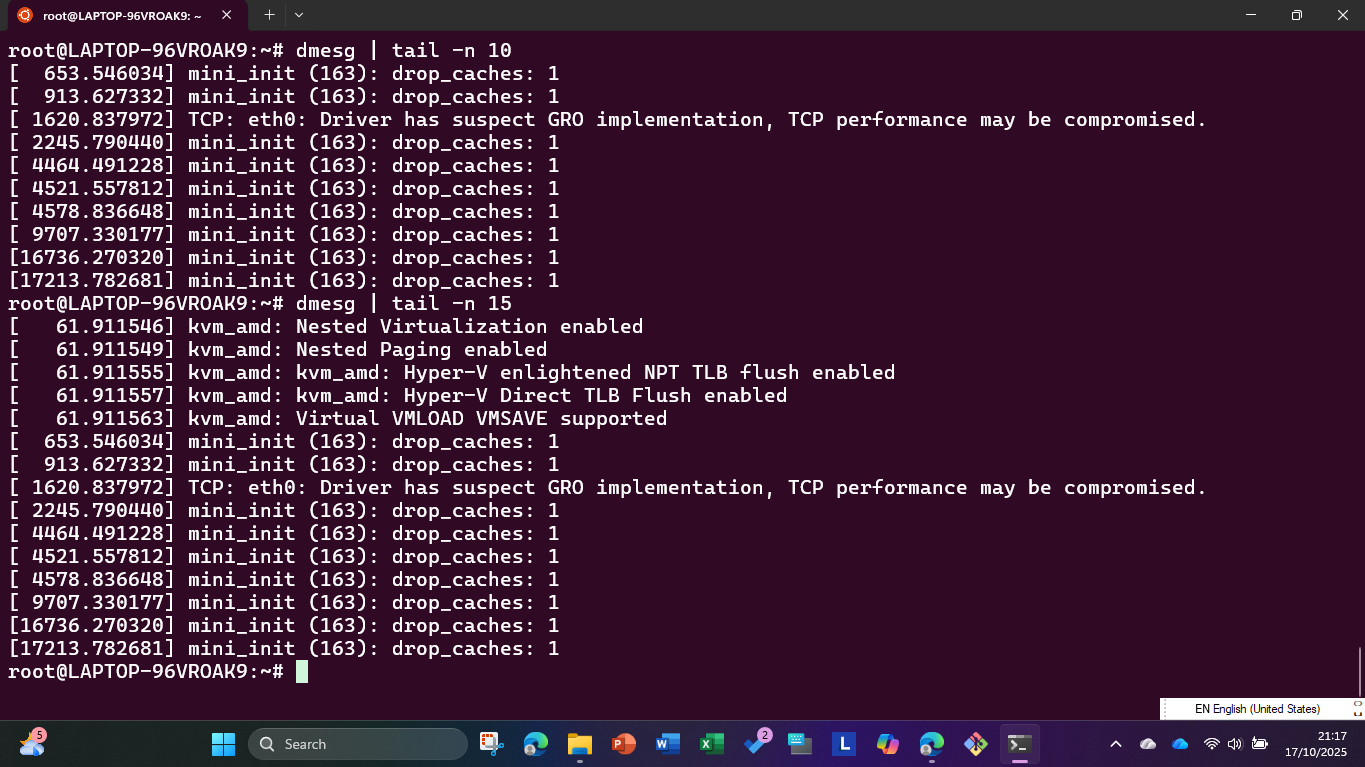 root@LAPTOP-96VROAK9: ~
root@LAPTOP-96VROAK9:~# dmesg | tail -n 10
[  653.546034] mini_init (163): drop_caches: 1
[  913.627332] mini_init (163): drop_caches: 1
[ 1620.837972] TCP: eth0: Driver has suspect GRO implementation, TCP performance may be compromised.
[ 2245.790440] mini_init (163): drop_caches: 1
[ 4464.491228] mini_init (163): drop_caches: 1
[ 4521.557812] mini_init (163): drop_caches: 1
[ 4578.836648] mini_init (163): drop_caches: 1
[ 9707.330177] mini_init (163): drop_caches: 1
[16736.270320] mini_init (163): drop_caches: 1
[17213.782681] mini_init (163): drop_caches: 1
root@LAPTOP-96VROAK9:~# dmesg | tail -n 15
[   61.911546] kvm_amd: Nested Virtualization enabled
[   61.911549] kvm_amd: Nested Paging enabled
[   61.911555] kvm_amd: kvm_amd: Hyper-V enlightened NPT TLB flush enabled
[   61.911557] kvm_amd: kvm_amd: Hyper-V Direct TLB Flush enabled
[   61.911563] kvm_amd: Virtual VMLOAD VMSAVE supported
[  653.546034] mini_init (163): drop_caches: 1
[  913.627332] mini_init (163): drop_caches: 1
[ 1620.837972] TCP: eth0: Driver has suspect GRO implementation, TCP performance may be compromised.
[ 2245.790440] mini_init (163): drop_caches: 1
[ 4464.491228] mini_init (163): drop_caches: 1
[ 4521.557812] mini_init (163): drop_caches: 1
[ 4578.836648] mini_init (163): drop_caches: 1
[ 9707.330177] mini_init (163): drop_caches: 1
[16736.270320] mini_init (163): drop_caches: 1
[17213.782681] mini_init (163): drop_caches: 1
root@LAPTOP-96VROAK9:~#
EN English (United States)
5
Search
P
W
X
2
L
21:17
17/10/2025